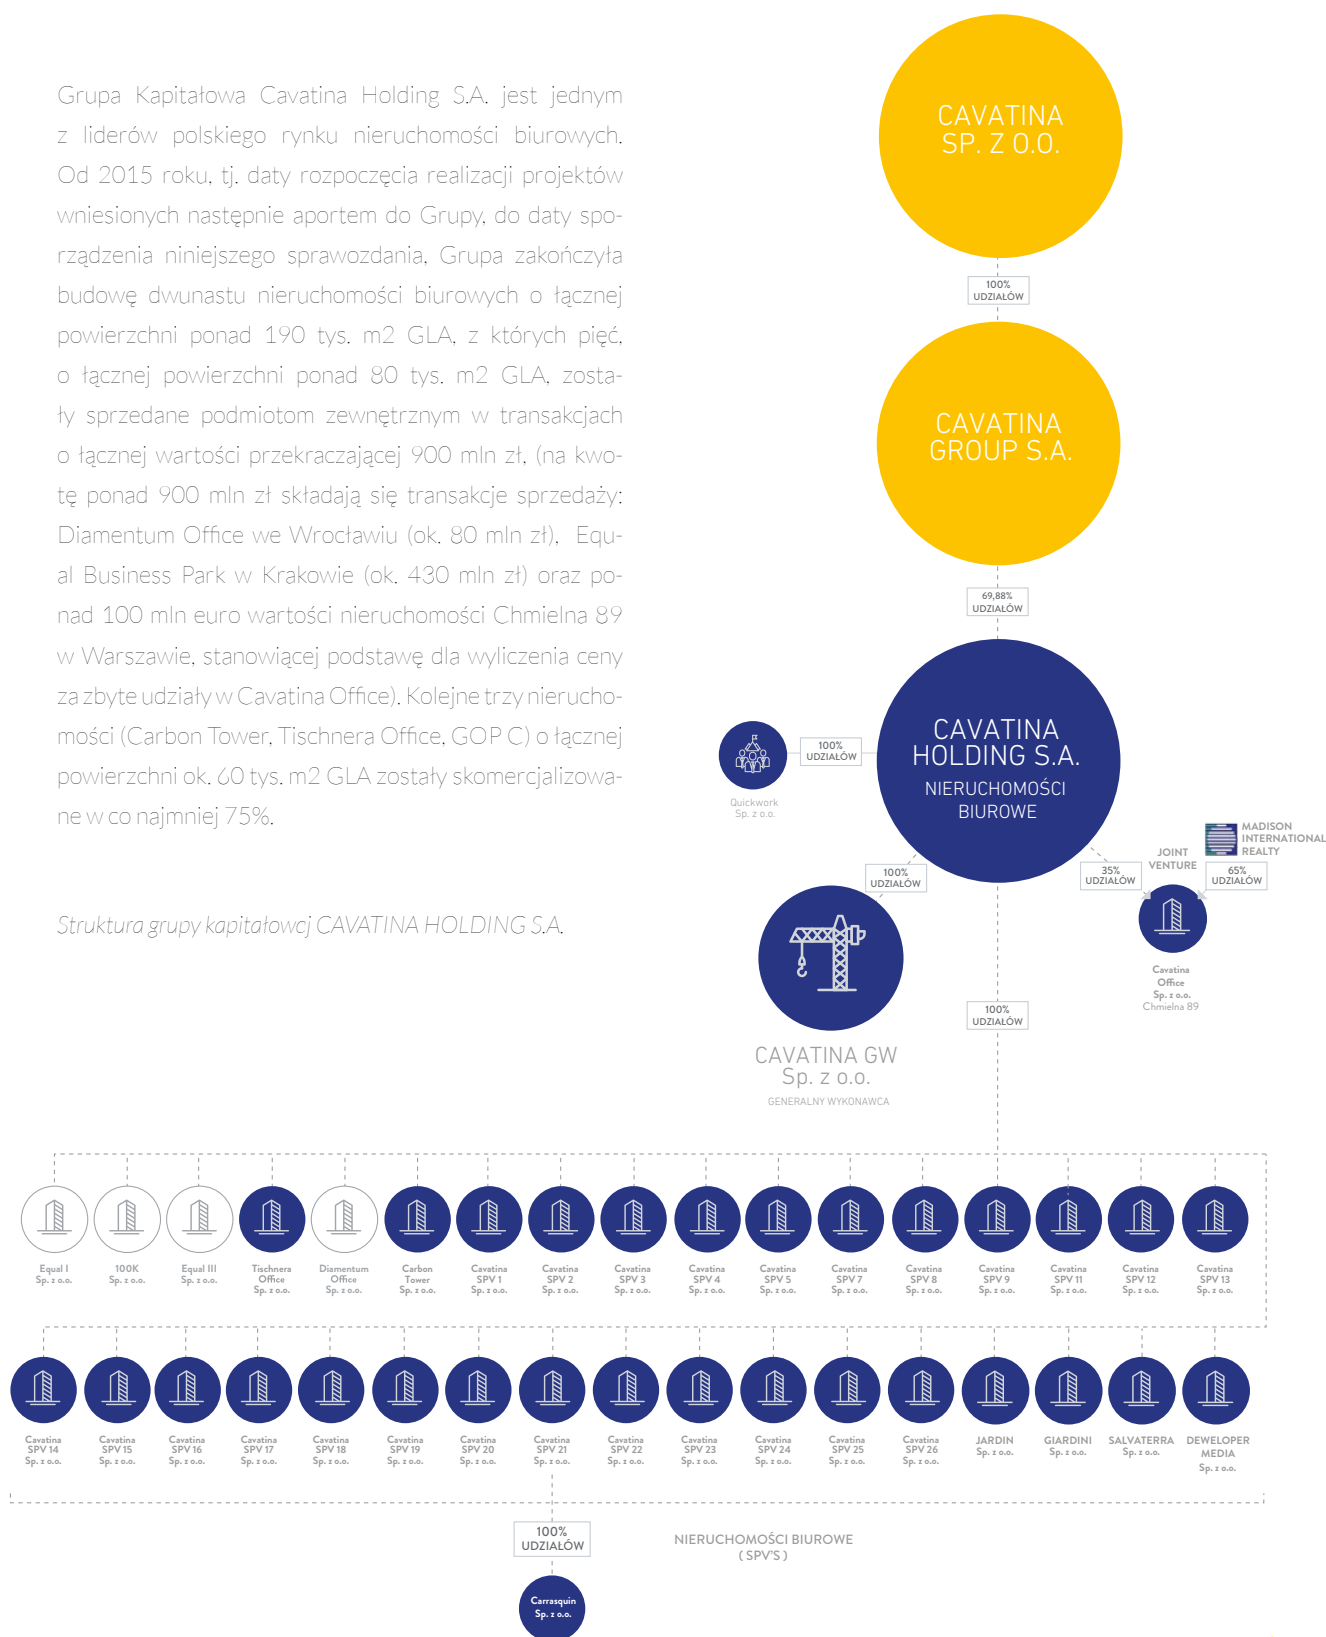 Grupa Kapitałowa Cavatina Holding S.A. jest jednym
z liderów polskiego rynku nieruchomości biurowych.
Od 2015 roku, tj. daty rozpoczęcia realizacji projektów
wniesionych następnie aportem do Grupy, do daty spo-
rządzenia niniejszego sprawozdania, Grupa zakończyła
budowę dwunastu nieruchomości biurowych o łącznej
powierzchni ponad 190 tys. m2 GLA, z których pięć,
o łącznej powierzchni ponad 80 tys. m2 GLA, zosta-
ły sprzedane podmiotom zewnętrznym w transakcjach
o łącznej wartości przekraczającej 900 mln zł, (na kwo-
tę ponad 900 mln zł składają się transakcje sprzedaży:
Diamentum Office we Wrocławiu (ok. 80 mln zł), Equ-
al Business Park w Krakowie (ok. 430 mln zł) oraz po-
nad 100 mln euro wartości nieruchomości Chmielna 89
w Warszawie, stanowiącej podstawę dla wyliczenia ceny
za zbyte udziały w Cavatina Office). Kolejne trzy nierucho-
mości (Carbon Tower, Tischnera Office, GOP C) o łącznej
powierzchni ok. 60 tys. m2 GLA zostały skomercjalizowa-
ne w co najmniej 75%.
Struktura grupy kapitałowej CAVATINA HOLDING S.A.
CAVATINA
SP. Z O.O.
100%
UDZIAŁÓW
CAVATINA
GROUP S.A.
69,88%
UDZIAŁÓW
CAVATINA
HOLDING S.A.
NIERUCHOMOŚCI
BIUROWE
100%
UDZIAŁÓW
Quickwork
Sp. z o.o.
100%
UDZIAŁÓW
CAVATINA GW
Sp. z o.o.
GENERALNY WYKONAWCA
35%
UDZIAŁÓW
JOINT
VENTURE
MADISON
INTERNATIONAL
REALTY
65%
UDZIAŁÓW
Cavatina
Office
Sp. z o.o.
Chmielna 89
100%
UDZIAŁÓW
Equal I
Sp. z o.o.
100K
Sp. z o.o.
Equal III
Sp. z o.o.
Tischnera
Office
Sp. z o.o.
Diamentum
Office
Sp. z o.o.
Carbon
Tower
Sp. z o.o.
Cavatina
SPV 1
Sp. z o.o.
Cavatina
SPV 2
Sp. z o.o.
Cavatina
SPV 3
Sp. z o.o.
Cavatina
SPV 4
Sp. z o.o.
Cavatina
SPV 5
Sp. z o.o.
Cavatina
SPV 7
Sp. z o.o.
Cavatina
SPV 8
Sp. z o.o.
Cavatina
SPV 9
Sp. z o.o.
Cavatina
SPV 11
Sp. z o.o.
Cavatina
SPV 12
Sp. z o.o.
Cavatina
SPV 13
Sp. z o.o.
Cavatina
SPV 14
Sp. z o.o.
Cavatina
SPV 15
Sp. z o.o.
Cavatina
SPV 16
Sp. z o.o.
Cavatina
SPV 17
Sp. z o.o.
Cavatina
SPV 18
Sp. z o.o.
Cavatina
SPV 19
Sp. z o.o.
Cavatina
SPV 20
Sp. z o.o.
Cavatina
SPV 21
Sp. z o.o.
Cavatina
SPV 22
Sp. z o.o.
Cavatina
SPV 23
Sp. z o.o.
Cavatina
SPV 24
Sp. z o.o.
Cavatina
SPV 25
Sp. z o.o.
Cavatina
SPV 26
Sp. z o.o.
JARDIN
Sp. z o.o.
GIARDINI
Sp. z o.o.
SALVATERRA
Sp. z o.o.
DEWELOPER
MEDIA
Sp. z o.o.
100%
UDZIAŁÓW
NIERUCHOMOŚCI BIUROWE
( SPV'S )
Carrasquin
Sp. z o.o.